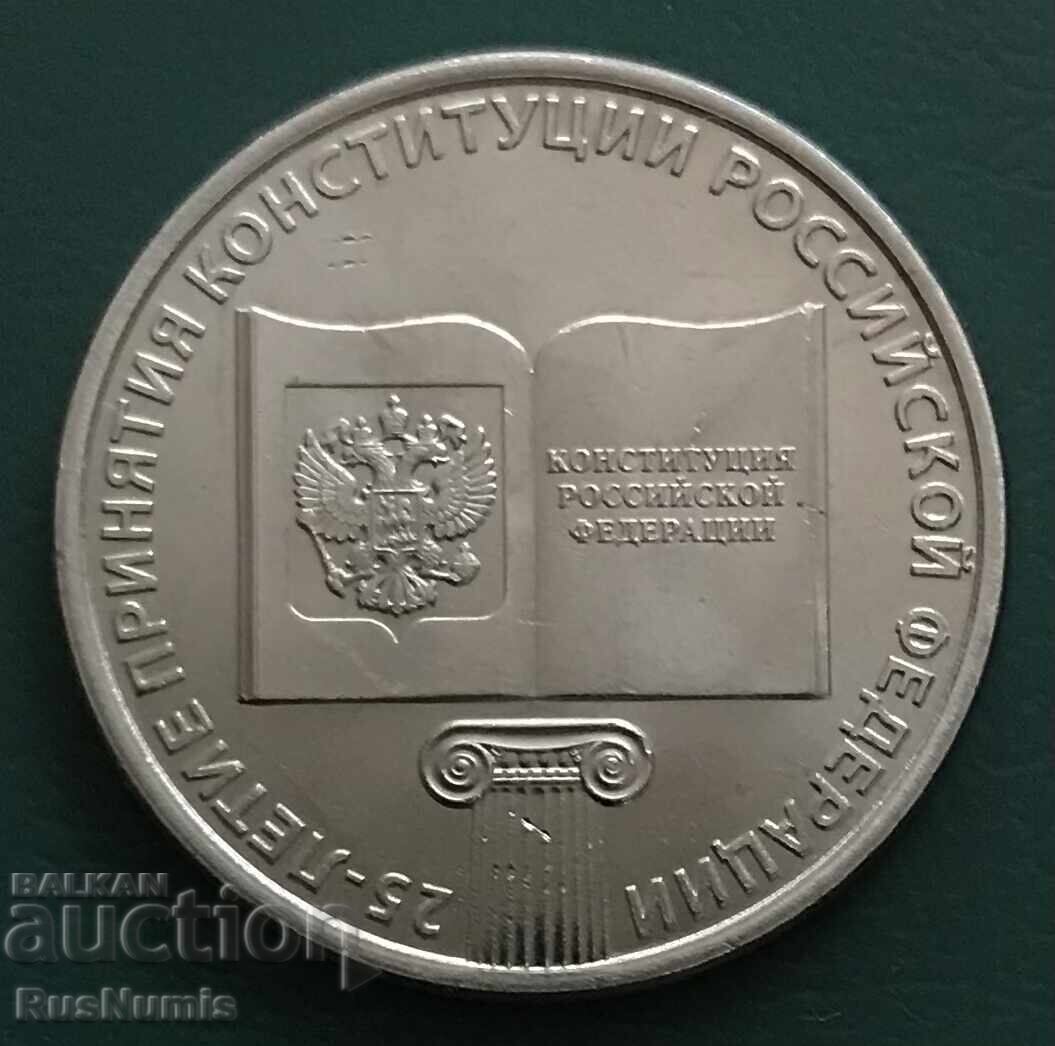 25-ЛЕТИЕ ПРИНЯТИЯ КОНСТИТУЦИИ РОССИЙСКОЙ ФЕДЕРАЦИИ
КОНСТИТУЦИЯ
РОССИЙСКОЙ
ФЕДЕРАЦИИ
BALKAN
auction
RusNumis